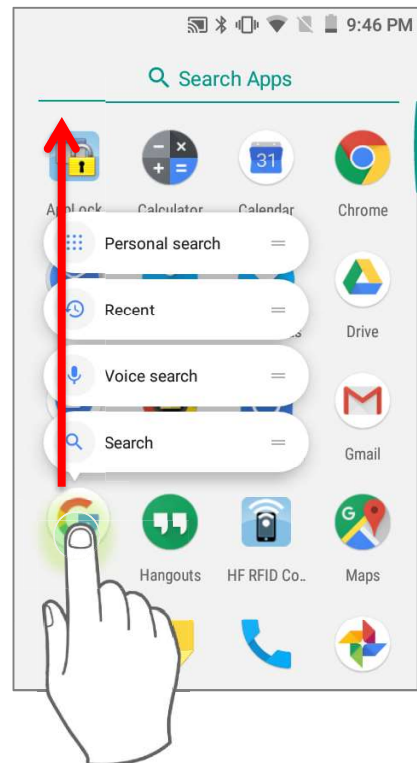 9:46 PM
Search Apps
31
AppLock Calculator Calendar Chrome
Personal search
Recent
Drive
Voice search
Search
Gmail
Hangouts HF RFID Co.. Maps